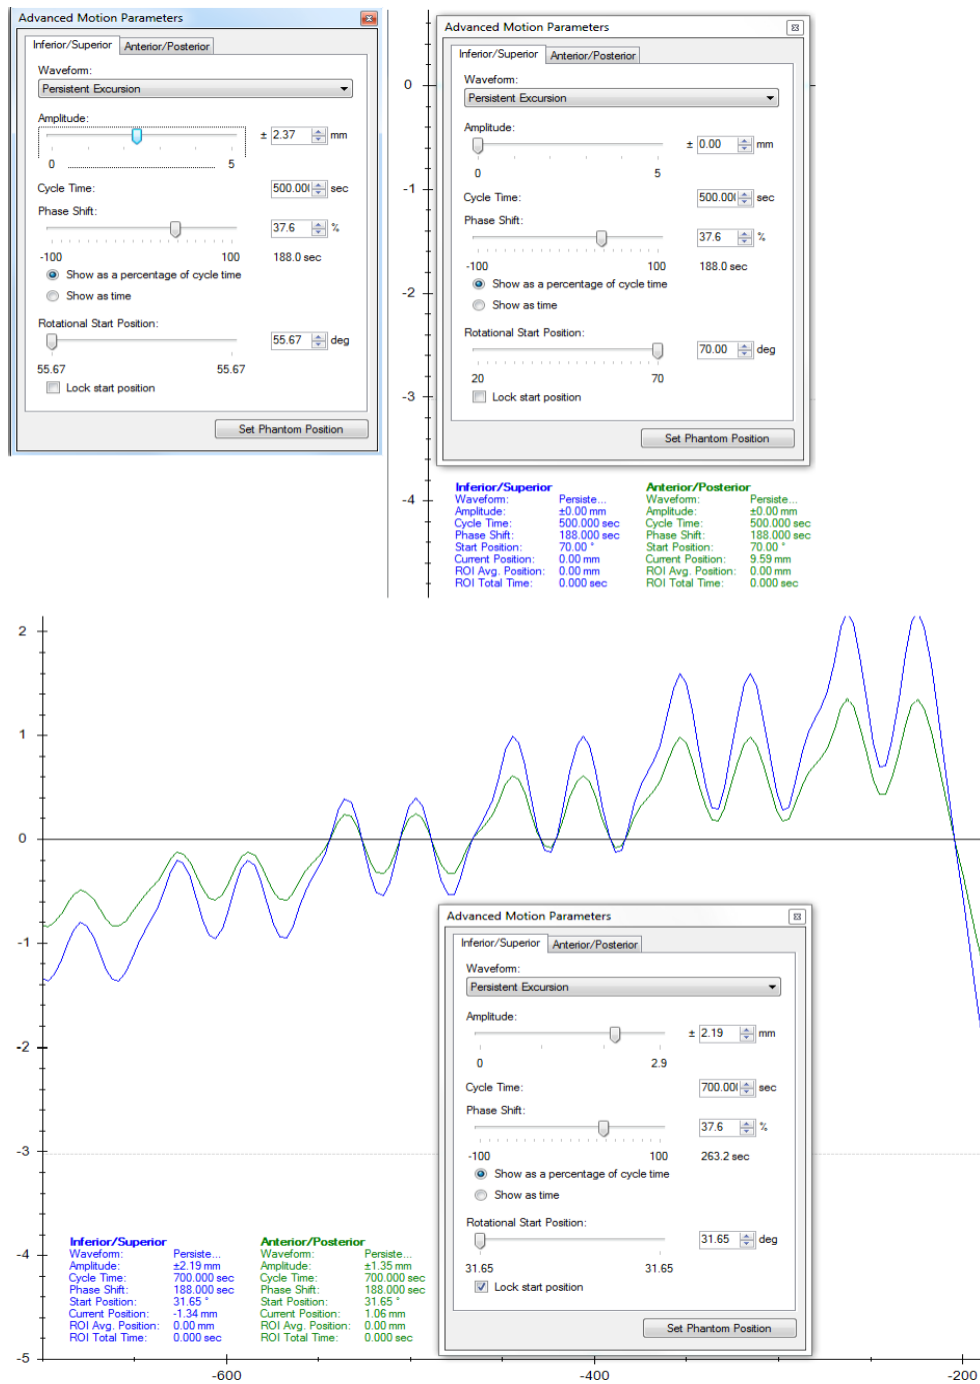 Advanced Motion Parameters
Inferior/Superior Anterior/Posterior
Waveform:
Persistent Excursion
Amplitude:
± 2.37 mm
0 5
Cycle Time: 500.000 sec
Phase Shift:
37.6 %
-100 100 188.0 sec
Show as a percentage of cycle time
Show as time
Rotational Start Position:
55.67 deg
55.67 55.67
Lock start position
Set Phantom Position
0
-1
-2
-3
-4
Advanced Motion Parameters
Inferior/Superior Anterior/Posterior
Waveform:
Persistent Excursion
Amplitude:
± 0.00 mm
0 5
Cycle Time: 500.000 sec
Phase Shift:
37.6 %
-100 100 188.0 sec
Show as a percentage of cycle time
Show as time
Rotational Start Position:
70.00 deg
20 70
Lock start position
Set Phantom Position
Inferior/Superior Anterior/Posterior
Waveform: Persiste... Waveform: Persiste...
Amplitude: ±0.00 mm Amplitude: ±0.00 mm
Cycle Time: 500.000 sec Cycle Time: 500.000 sec
Phase Shift: 188.000 sec Phase Shift: 188.000 sec
Start Position: 70.00 ° Start Position: 70.00 °
Current Position: 0.00 mm Current Position: 9.59 mm
ROI Avg. Position: 0.00 mm ROI Avg. Position: 0.00 mm
ROI Total Time: 0.000 sec ROI Total Time: 0.000 sec
2
1
0
-1
-2
-3
-4
-5
-600 -400 -200
Advanced Motion Parameters
Inferior/Superior Anterior/Posterior
Waveform:
Persistent Excursion
Amplitude:
± 2.19 mm
0 2.9
Cycle Time: 700.000 sec
Phase Shift:
37.6 %
-100 100 263.2 sec
Show as a percentage of cycle time
Show as time
Rotational Start Position:
31.65 deg
31.65 31.65
Lock start position
Set Phantom Position
Inferior/Superior Anterior/Posterior
Waveform: Persiste... Waveform: Persiste...
Amplitude: ±2.19 mm Amplitude: ±1.35 mm
Cycle Time: 700.000 sec Cycle Time: 700.000 sec
Phase Shift: 188.000 sec Phase Shift: 188.000 sec
Start Position: 31.65 ° Start Position: 31.65 °
Current Position: -1.34 mm Current Position: 1.06 mm
ROI Avg. Position: 0.00 mm ROI Avg. Position: 0.00 mm
ROI Total Time: 0.000 sec ROI Total Time: 0.000 sec